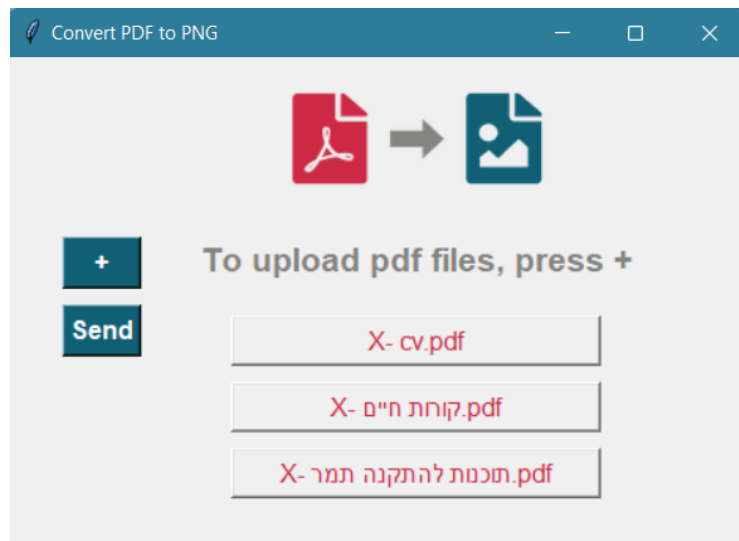 Convert PDF to PNG
+
To upload pdf files, press +
Send
X- cv.pdf
X- קורות חיים.pdf
X- תוכנות להתקנה תמר.pdf